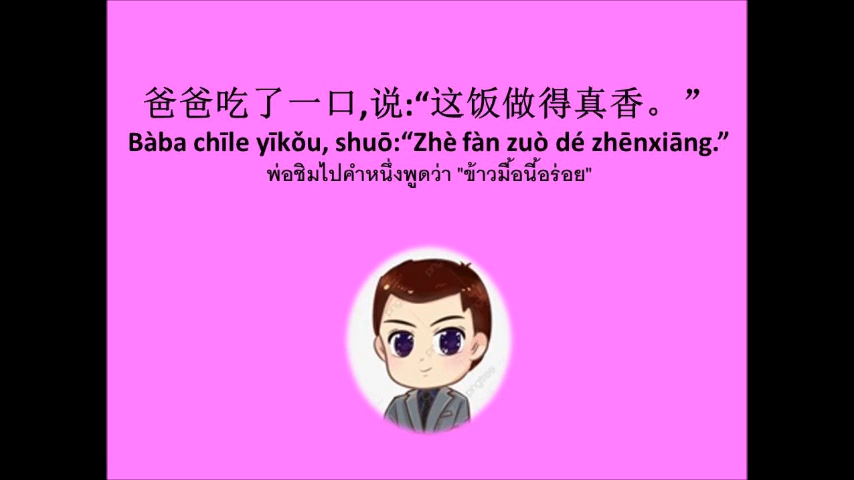 爸爸吃了一口,说:“这饭做得真香。”
Bàba chīle yīkǒu, shuō:“Zhè fàn zuò dé zhēnxiāng.”
พ่อชิมไปคำหนึ่งพูดว่า "ข้าวมื้อนี้อร่อย"
pngtree